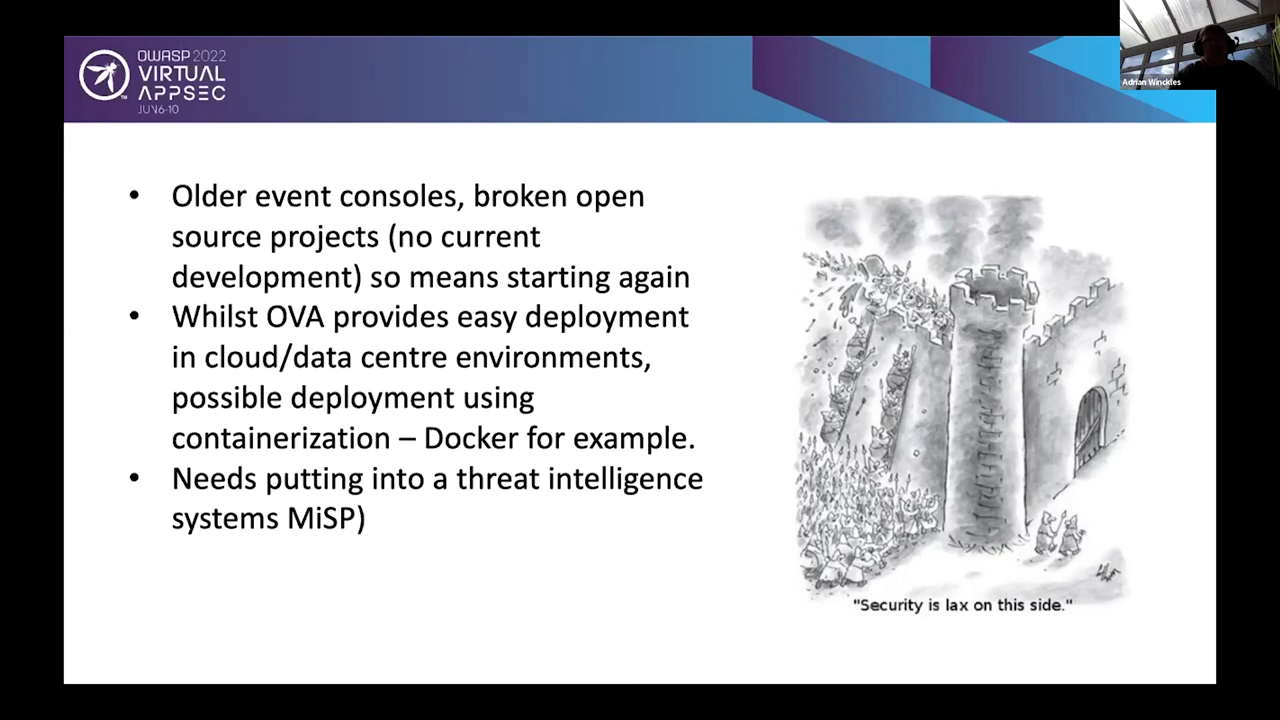 OWASP 2022
VIRTUAL
APPSEC
JUN 6-10
Adrian Winckles
• Older event consoles, broken open
source projects (no current
development) so means starting again
• Whilst OVA provides easy deployment
in cloud/data centre environments,
possible deployment using
containerization – Docker for example.
• Needs putting into a threat intelligence
systems MiSP)
"Security is lax on this side."